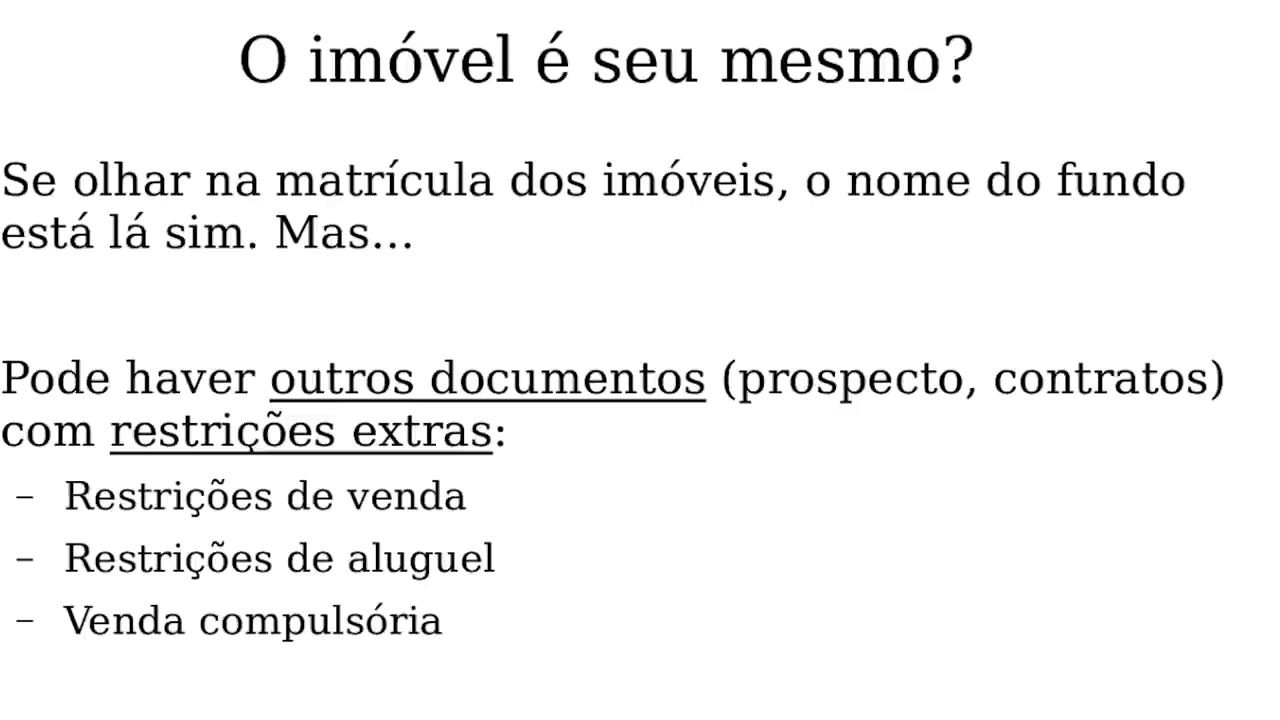 O imóvel é seu mesmo?
Se olhar na matrícula dos imóveis, o nome do fundo
está lá sim. Mas...
Pode haver outros documentos (prospecto, contratos)
com restrições extras:
– Restrições de venda
– Restrições de aluguel
– Venda compulsória